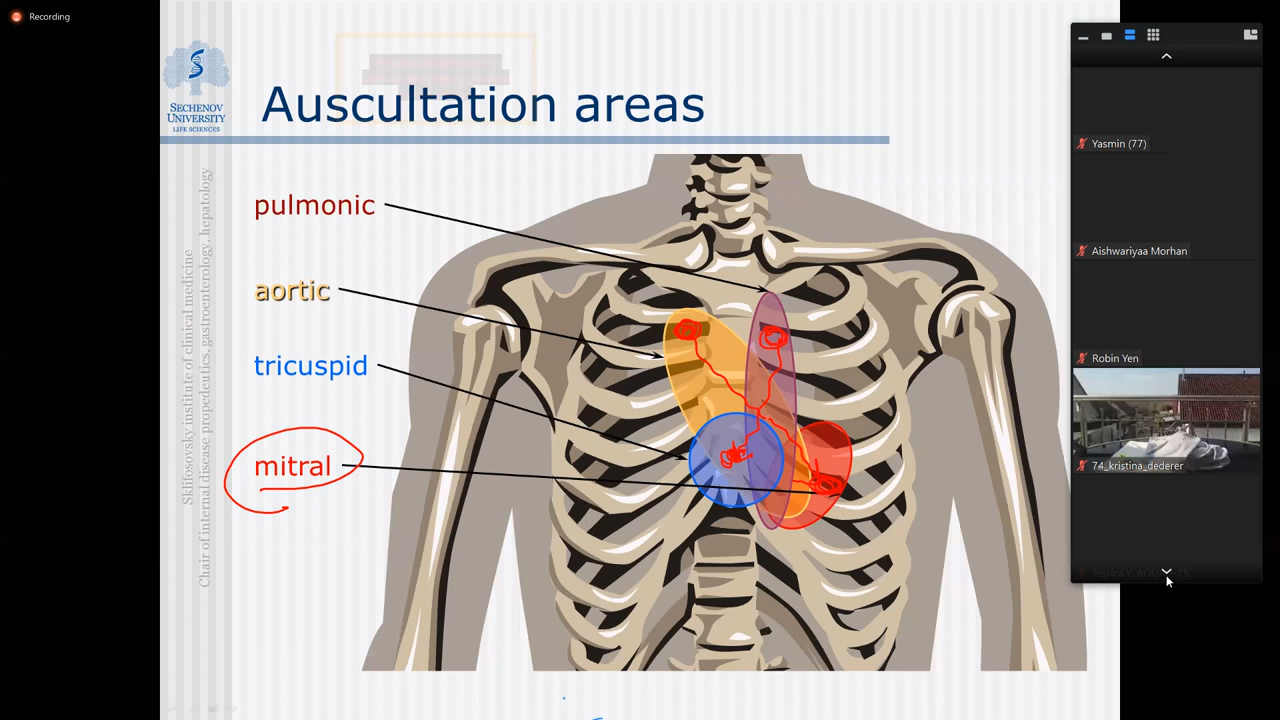 Recording
SECHENOV
UNIVERSITY
LIFE SCIENCES
Auscultation areas
Sklifosovsky institute of clinical medicine
Chair of internal disease propedeutics, gastroenterology, hepatology
pulmonic
aortic
tricuspid
mitral
Yasmin (77)
Aishwariyaa Morhan
Robin Yen
74_kristina_dederer